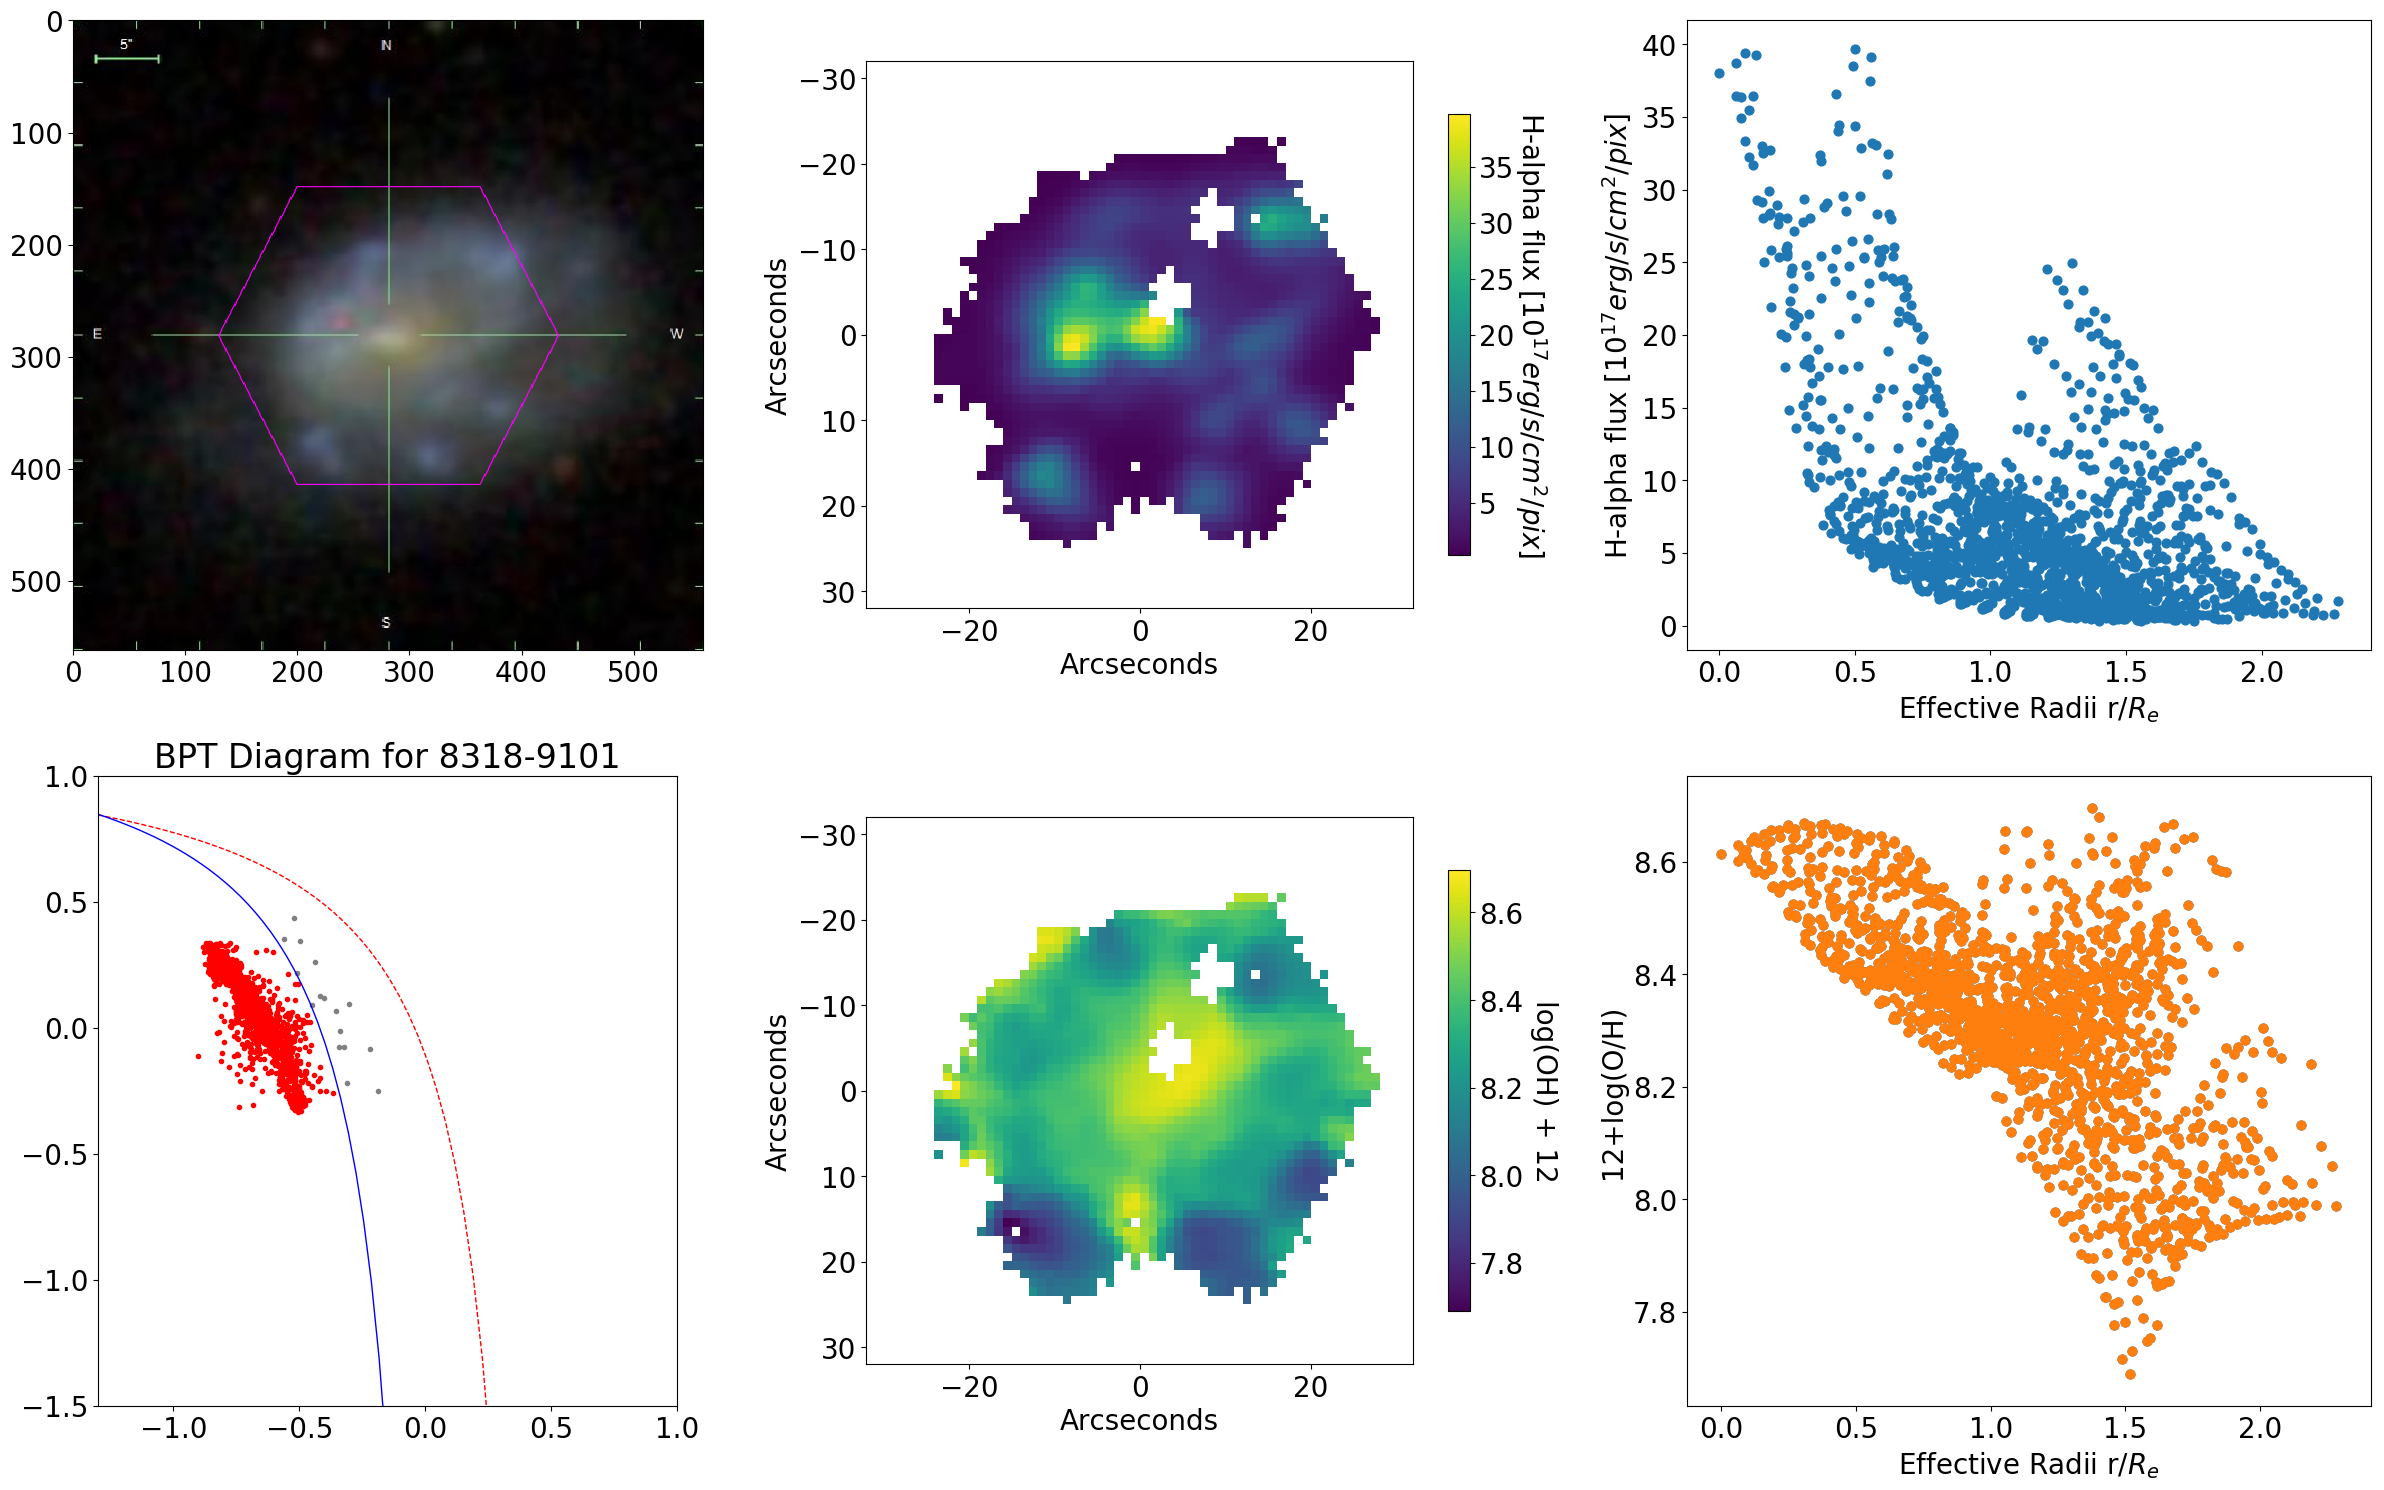 0
100
200
300
400
500
0 100 200 300 400 500
5"
N
E
W
S
−30
−20
−10
0
10
20
30
−20 0 20
Arcseconds
Arcseconds
35
30
25
20
15
10
5
H-alpha flux [10^17 erg/s/cm^2/pix]
40
35
30
25
20
15
10
5
0
0.0 0.5 1.0 1.5 2.0
H-alpha flux [10^17 erg/s/cm^2/pix]
Effective Radii r/R_e
BPT Diagram for 8318-9101
1.0
0.5
0.0
−0.5
−1.0
−1.5
−1.0 −0.5 0.0 0.5 1.0
−30
−20
−10
0
10
20
30
−20 0 20
Arcseconds
Arcseconds
8.6
8.4
8.2
8.0
7.8
log(OH) + 12
8.6
8.4
8.2
8.0
7.8
0.0 0.5 1.0 1.5 2.0
12+log(O/H)
Effective Radii r/R_e